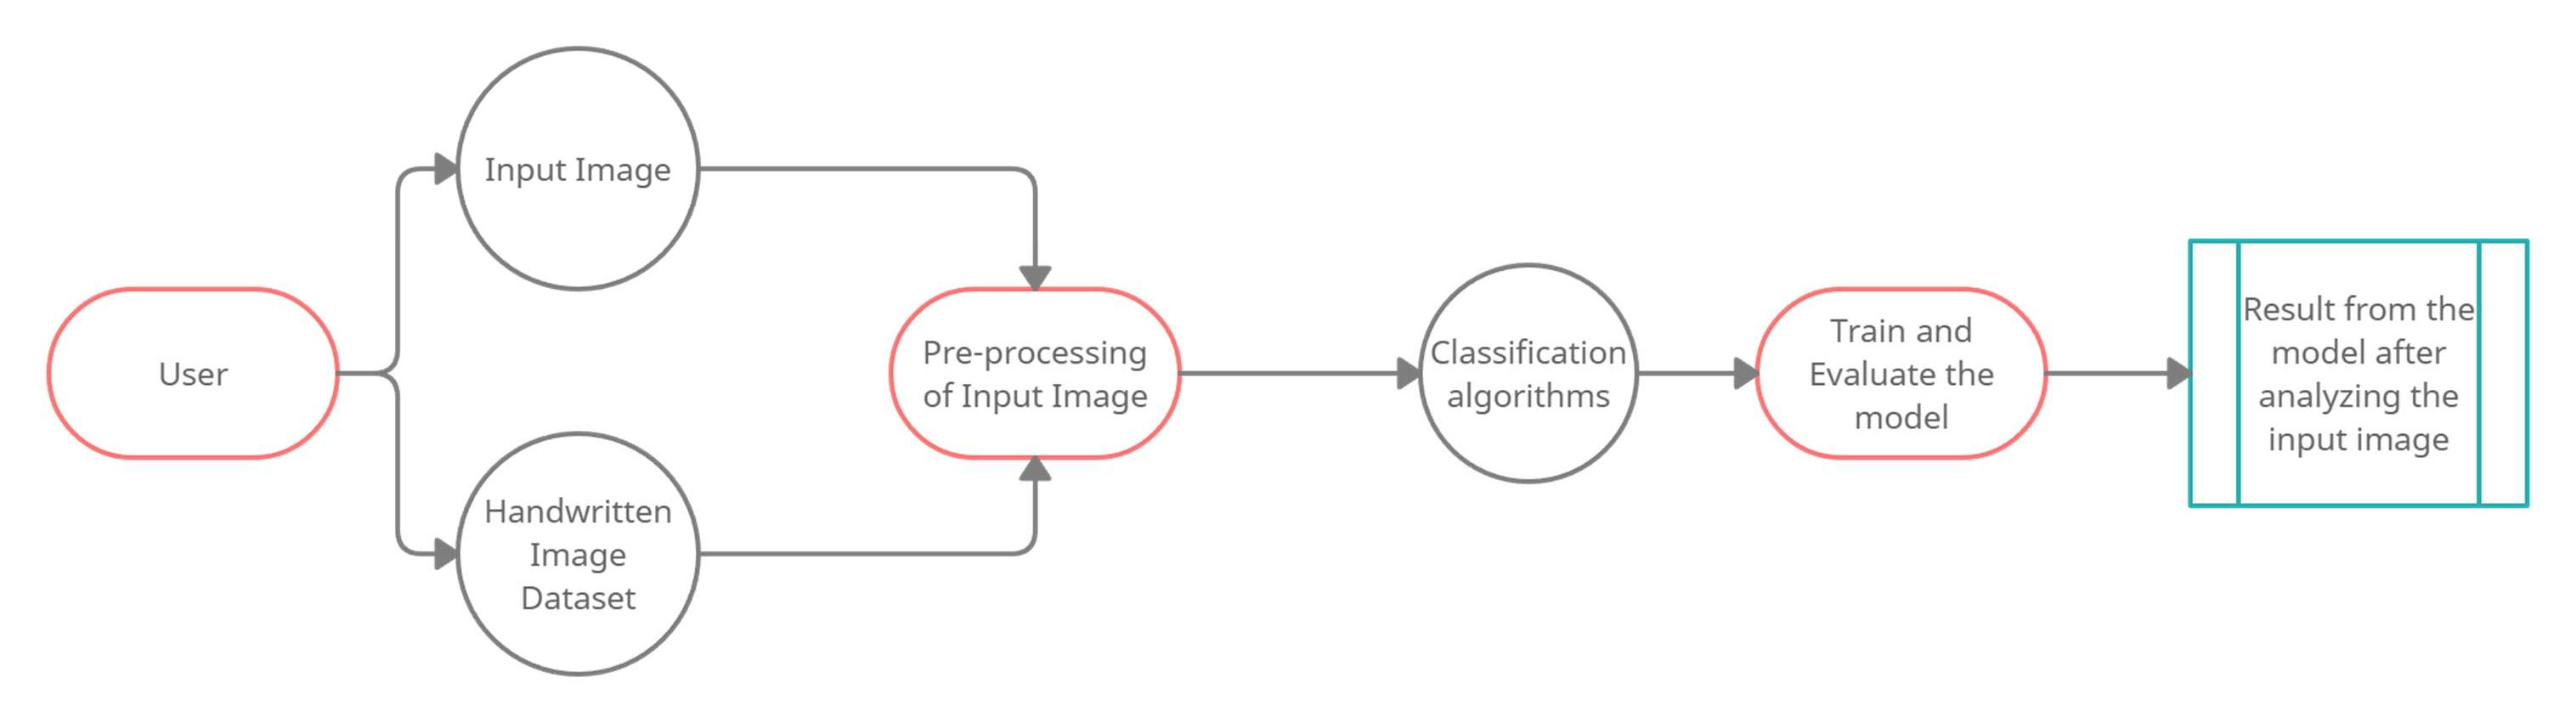 User
Input Image
Handwritten
Image
Dataset
Pre-processing
of Input Image
Classification
algorithms
Train and
Evaluate the
model
Result from the
model after
analyzing the
input image